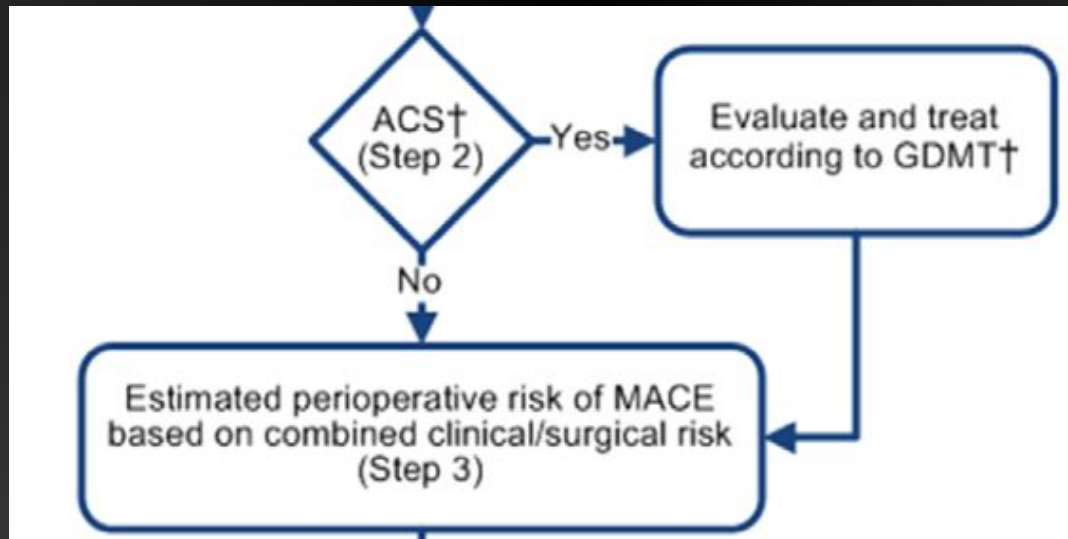 ACS†
(Step 2)
Yes
Evaluate and treat
according to GDMT†
No
Estimated perioperative risk of MACE
based on combined clinical/surgical risk
(Step 3)